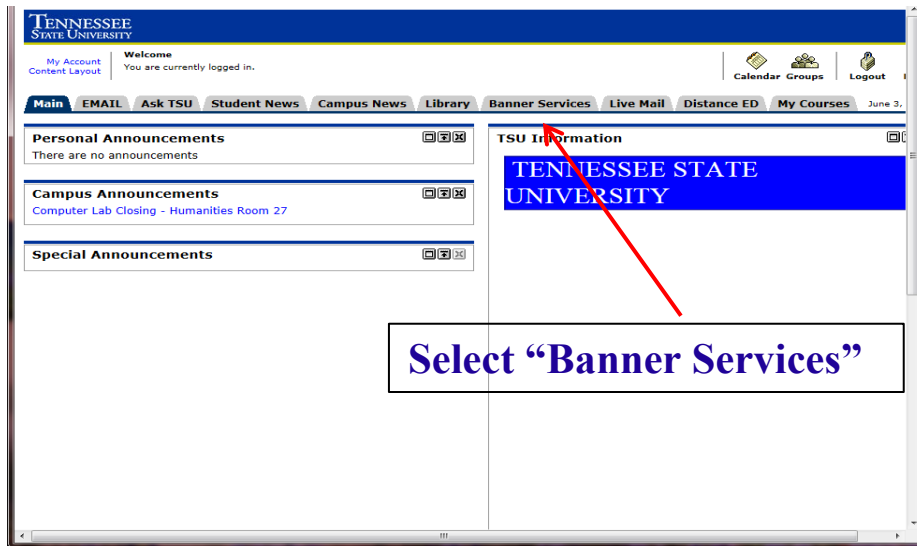 TENNESSEE
STATE UNIVERSITY
My Account
Content Layout
Welcome
You are currently logged in.
Calendar Groups Logout
Main EMAIL Ask TSU Student News Campus News Library Banner Services Live Mail Distance ED My Courses June 3,
Personal Announcements
There are no announcements
Campus Announcements
Computer Lab Closing - Humanities Room 27
Special Announcements
TSU Information
TENNESSEE STATE
UNIVERSITY
Select “Banner Services”